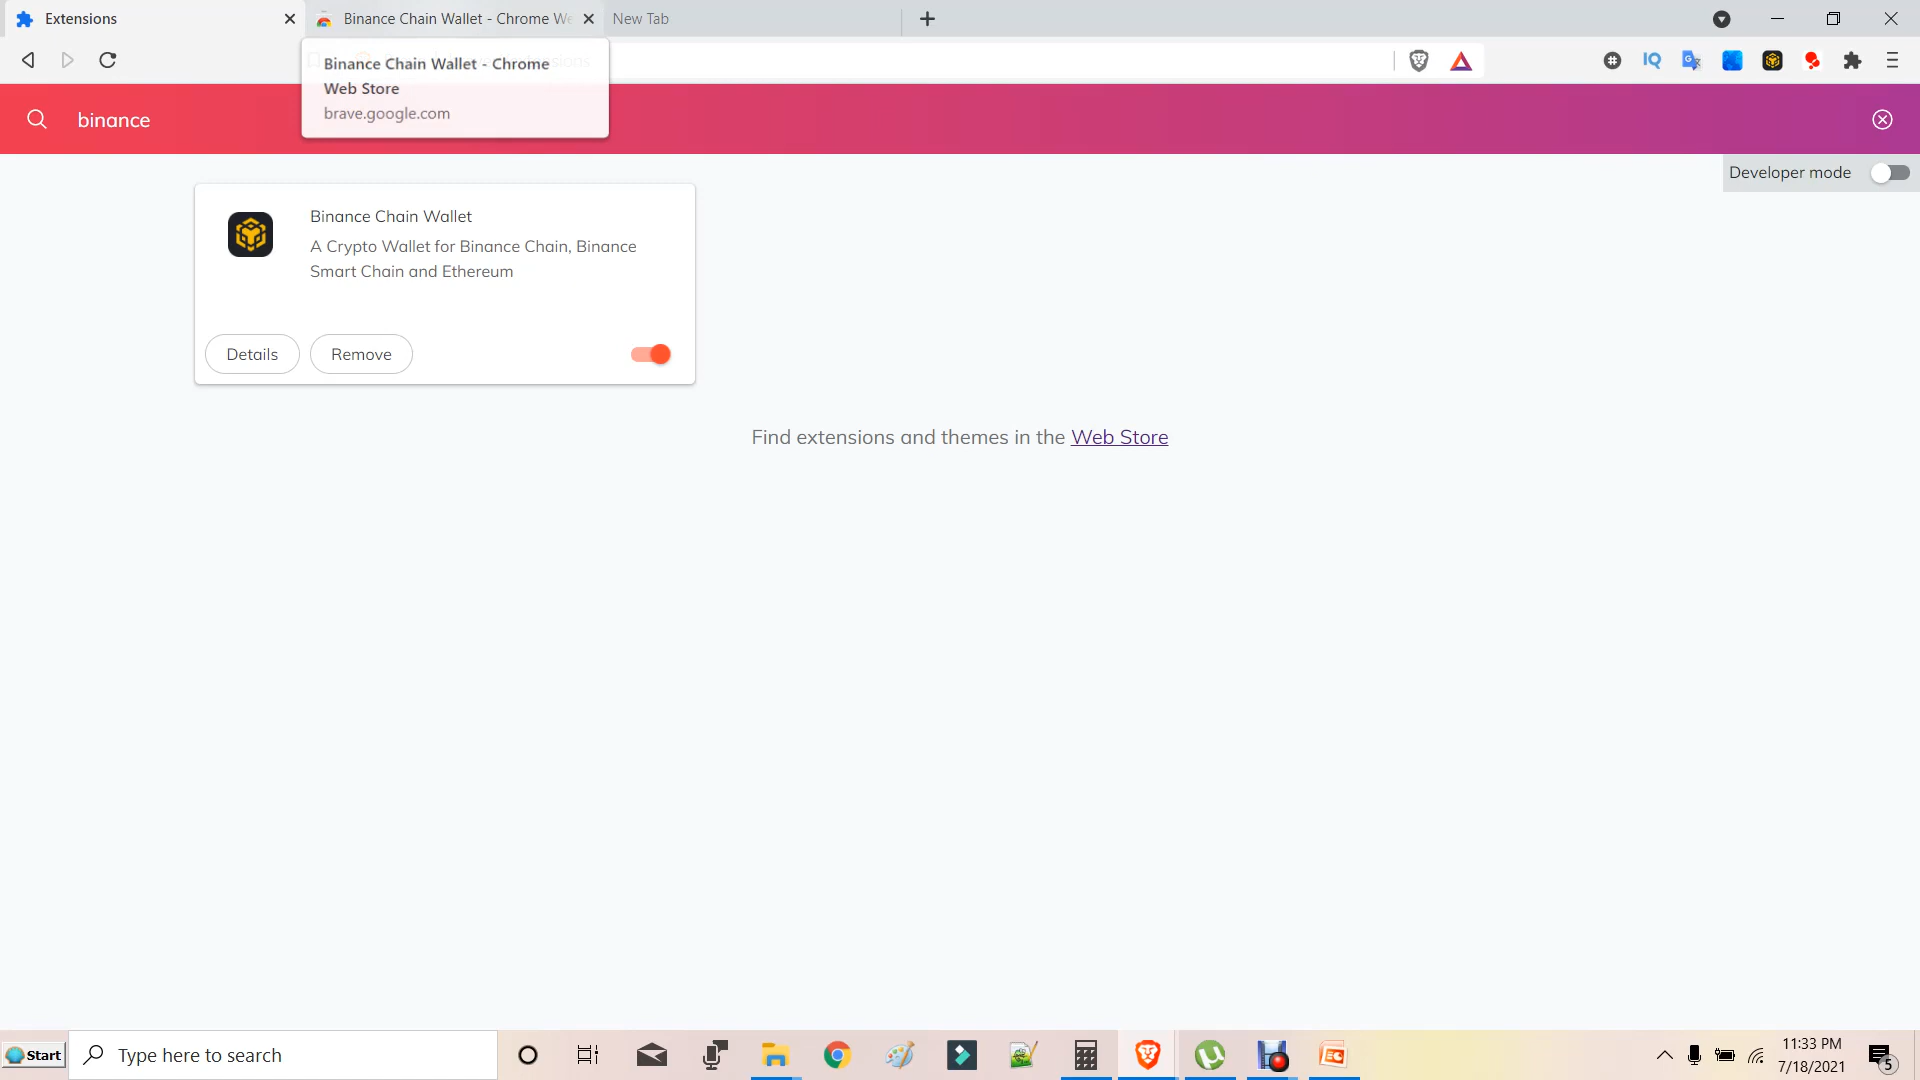 Extensions
Binance Chain Wallet - Chrome We
New Tab
Binance Chain Wallet - Chrome
Web Store
brave.google.com
IQ
binance
Developer mode
Binance Chain Wallet
A Crypto Wallet for Binance Chain, Binance
Smart Chain and Ethereum
Details
Remove
Find extensions and themes in the Web Store
Start
Type here to search
11:33 PM
7/18/2021
5